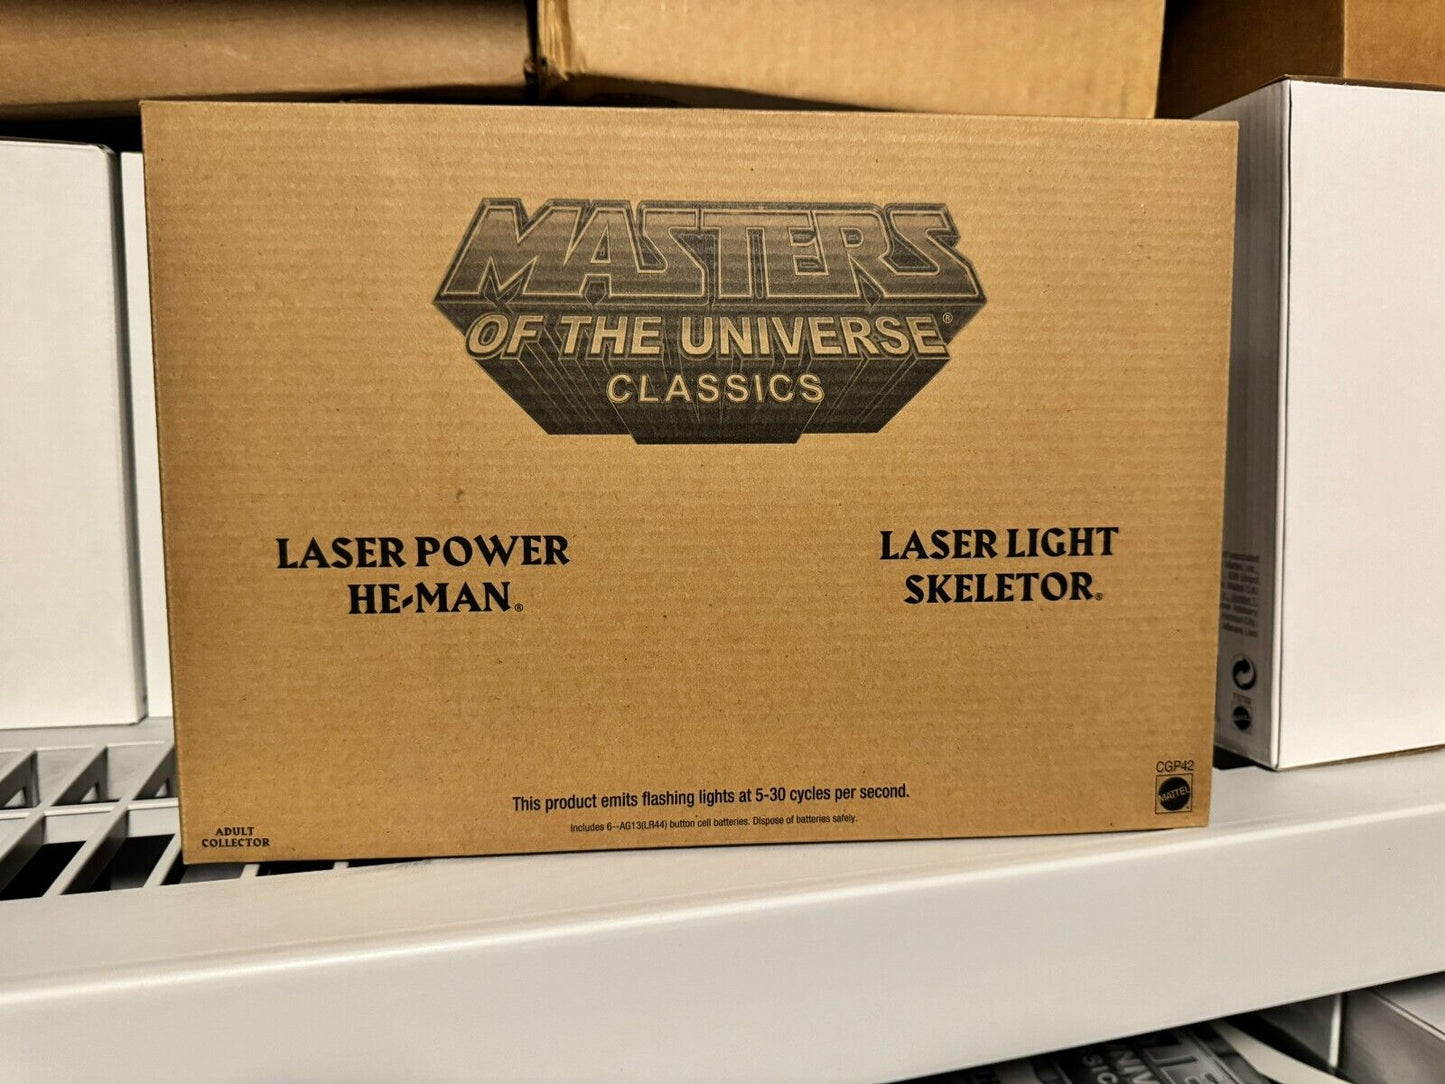 MASTERS
OF THE UNIVERSE®
CLASSICS
LASER POWER
HE-MAN®
LASER LIGHT
SKELETOR®
CGP42
MATTEL
This product emits flashing lights at 5-30 cycles per second.
Includes 6--AG13(LR44) button cell batteries. Dispose of batteries safely.
ADULT
COLLECTOR